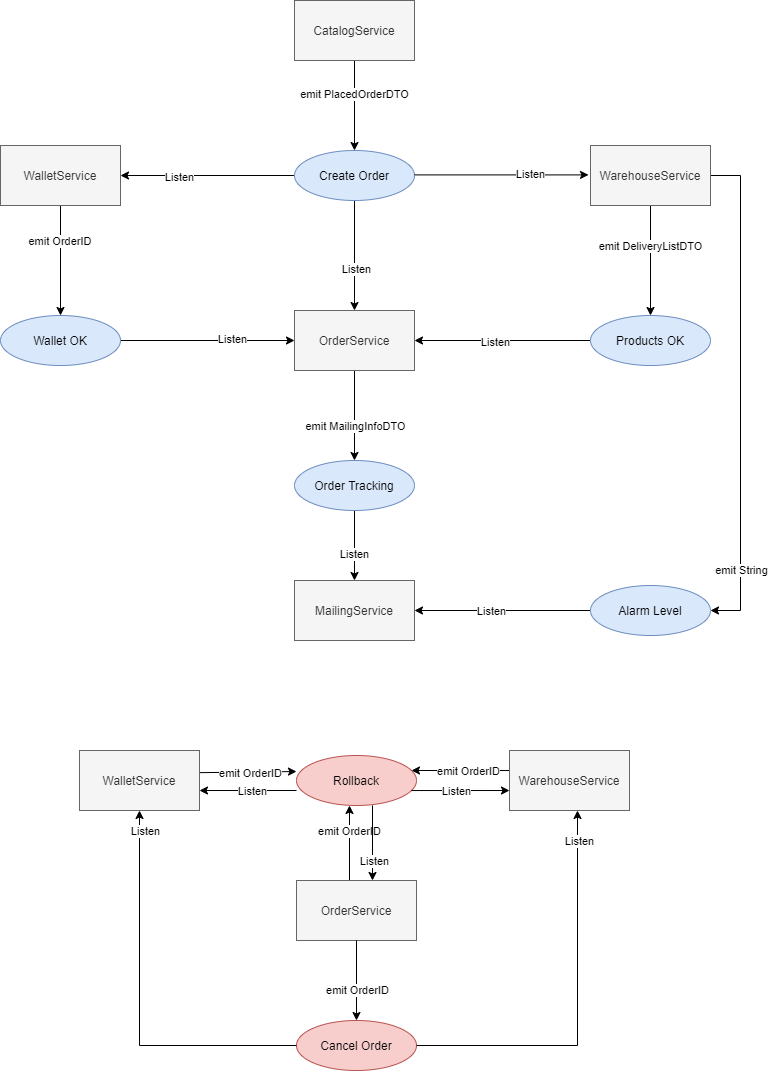 CatalogService
emit PlacedOrderDTO
WalletService
Listen
Create Order
Listen
WarehouseService
emit OrderID
Listen
emit DeliveryListDTO
Wallet OK
Listen
OrderService
Listen
Products OK
emit MailingInfoDTO
Order Tracking
Listen
emit String
MailingService
Listen
Alarm Level
WalletService
emit OrderID
Listen
Rollback
emit OrderID
Listen
WarehouseService
Listen
emit OrderID
Listen
Listen
OrderService
emit OrderID
Cancel Order